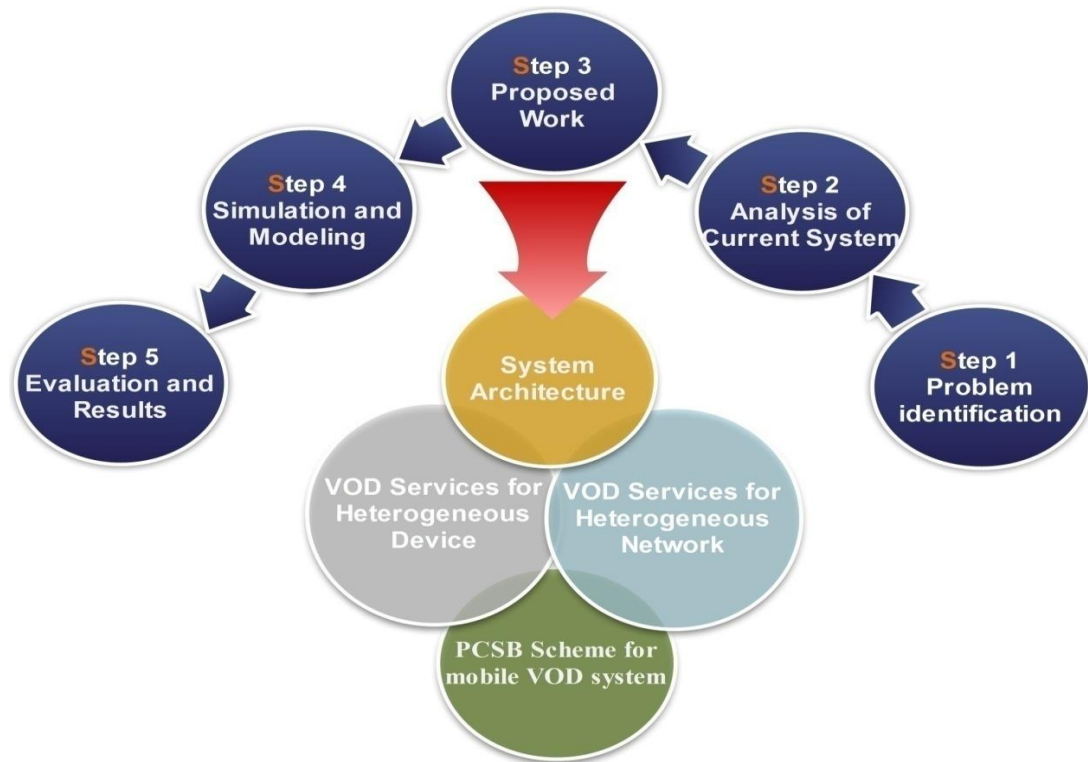 Step 1
Problem
identification
Step 2
Analysis of
Current System
Step 3
Proposed
Work
Step 4
Simulation and
Modeling
Step 5
Evaluation and
Results
System
Architecture
VOD Services for
Heterogeneous
Device
VOD Services for
Heterogeneous
Network
PCSB Scheme for
mobile VOD system